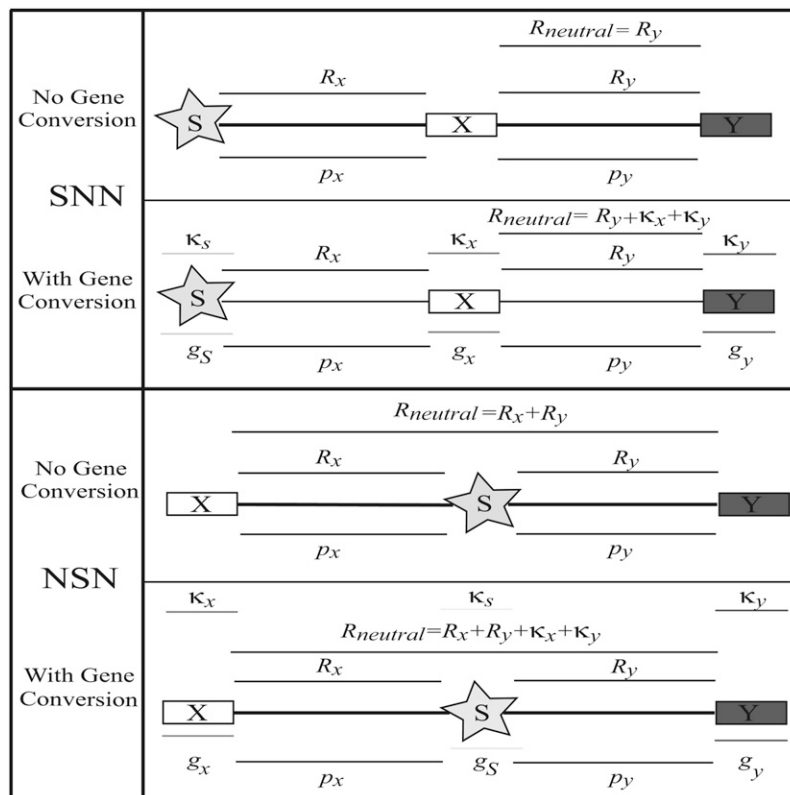 R_neutral = R_y
No Gene Conversion
R_x R_y
S X Y
p_x p_y
SNN
R_neutral = R_y + κ_x + κ_y
κ_s κ_x κ_y
With Gene Conversion
R_x R_y
S X Y
g_S g_x g_y
p_x p_y
R_neutral = R_x + R_y
No Gene Conversion
R_x R_y
X S Y
p_x p_y
NSN
κ_x κ_s κ_y
R_neutral = R_x + R_y + κ_x + κ_y
With Gene Conversion
R_x R_y
X S Y
g_x g_S g_y
p_x p_y